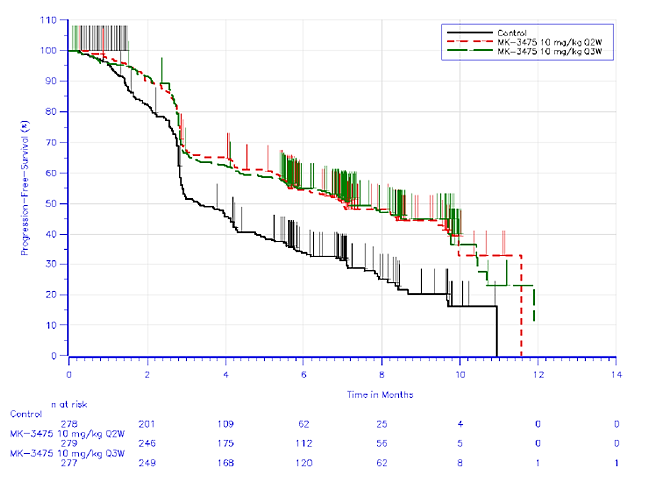 110
100
90
80
70
60
50
40
30
20
10
0
Progression-Free-Survival (%)
Control
MK-3475 10 mg/kg Q2W
MK-3475 10 mg/kg Q3W
0 2 4 6 8 10 12 14
Time in Months
n at risk
Control
278 201 109 62 25 4 0 0
MK-3475 10 mg/kg Q2W
279 246 175 112 56 5 0 0
MK-3475 10 mg/kg Q3W
277 249 168 120 62 8 1 1